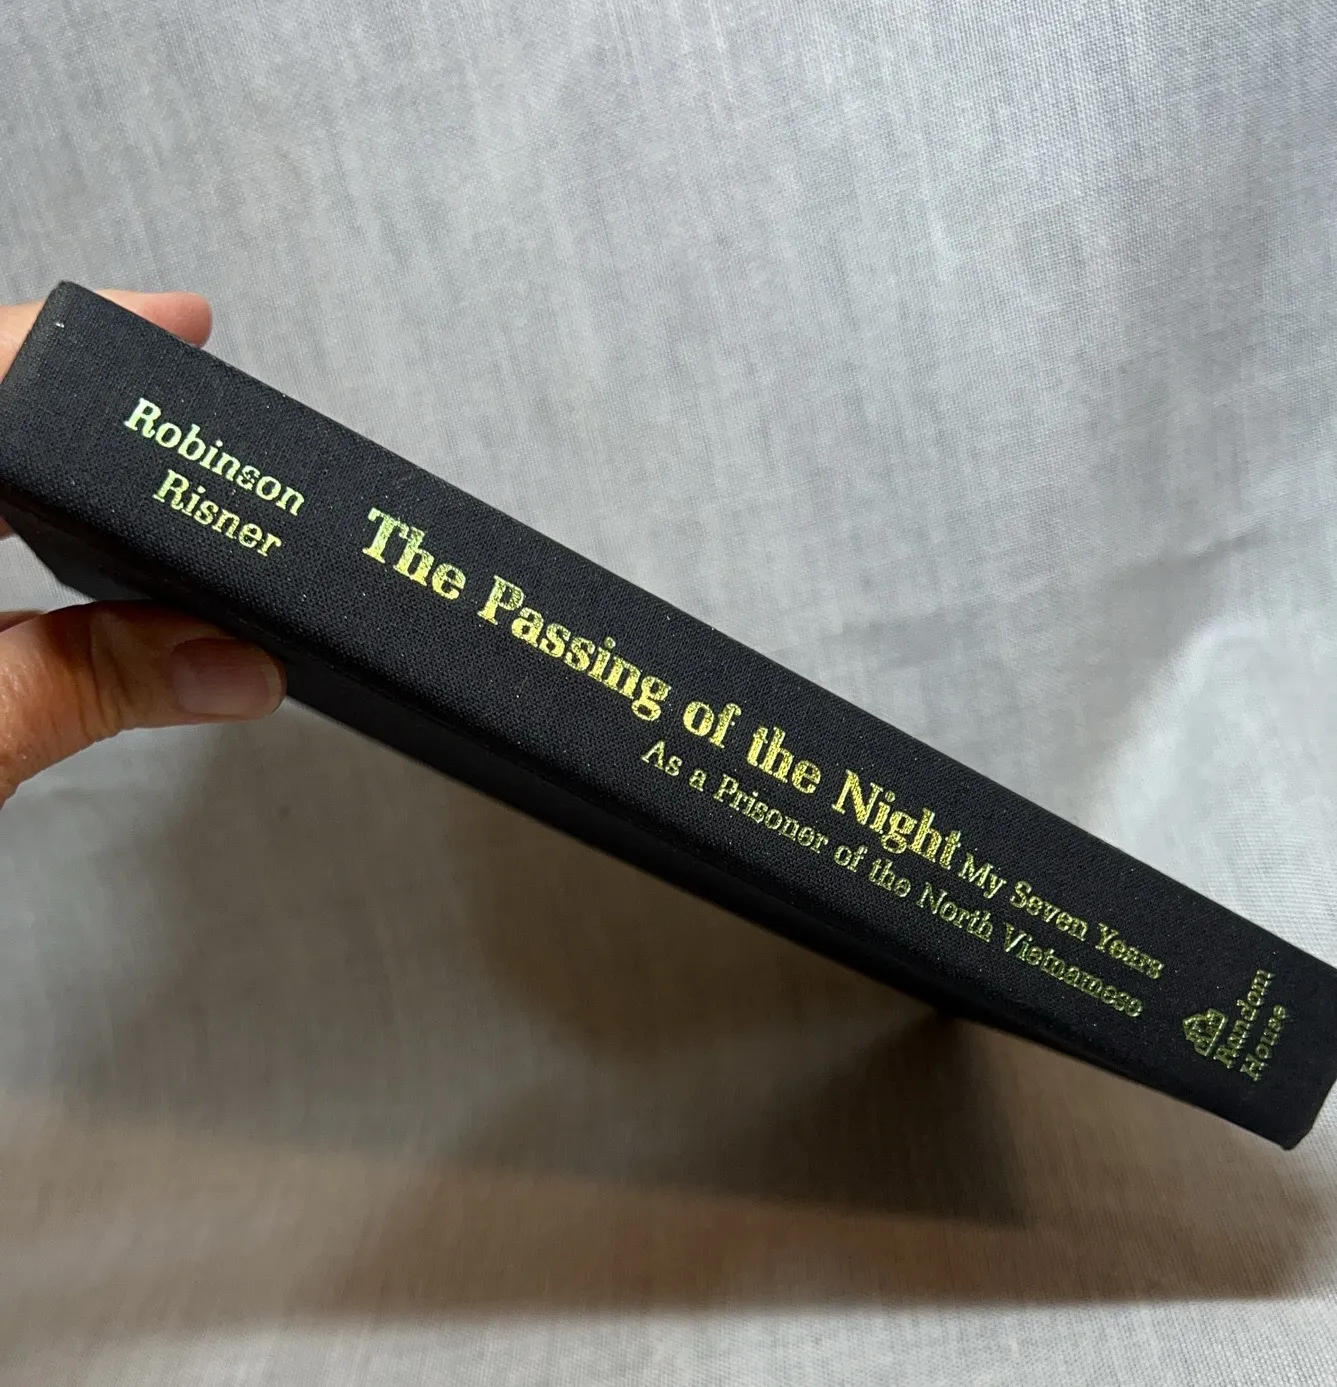 Robinson
Risner
The Passing of the Night My Seven Years
As a Prisoner of the North Vietnamese
Random
House